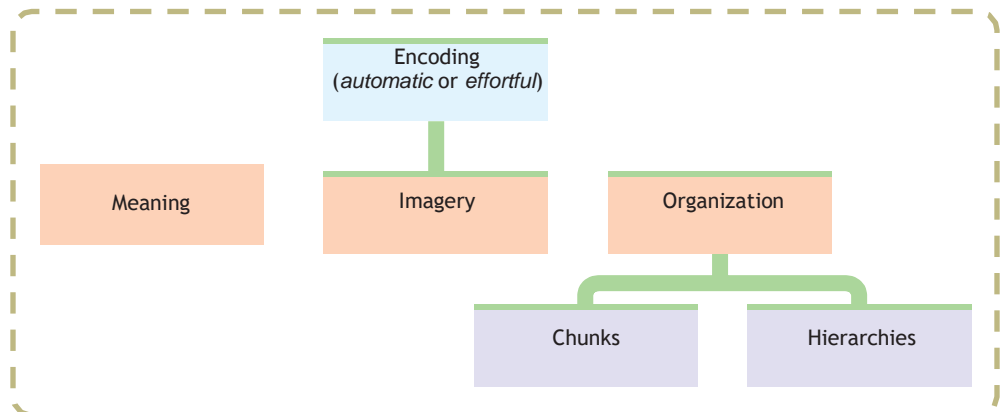 Encoding
(automatic or effortful)
Meaning
Imagery
Organization
Chunks
Hierarchies